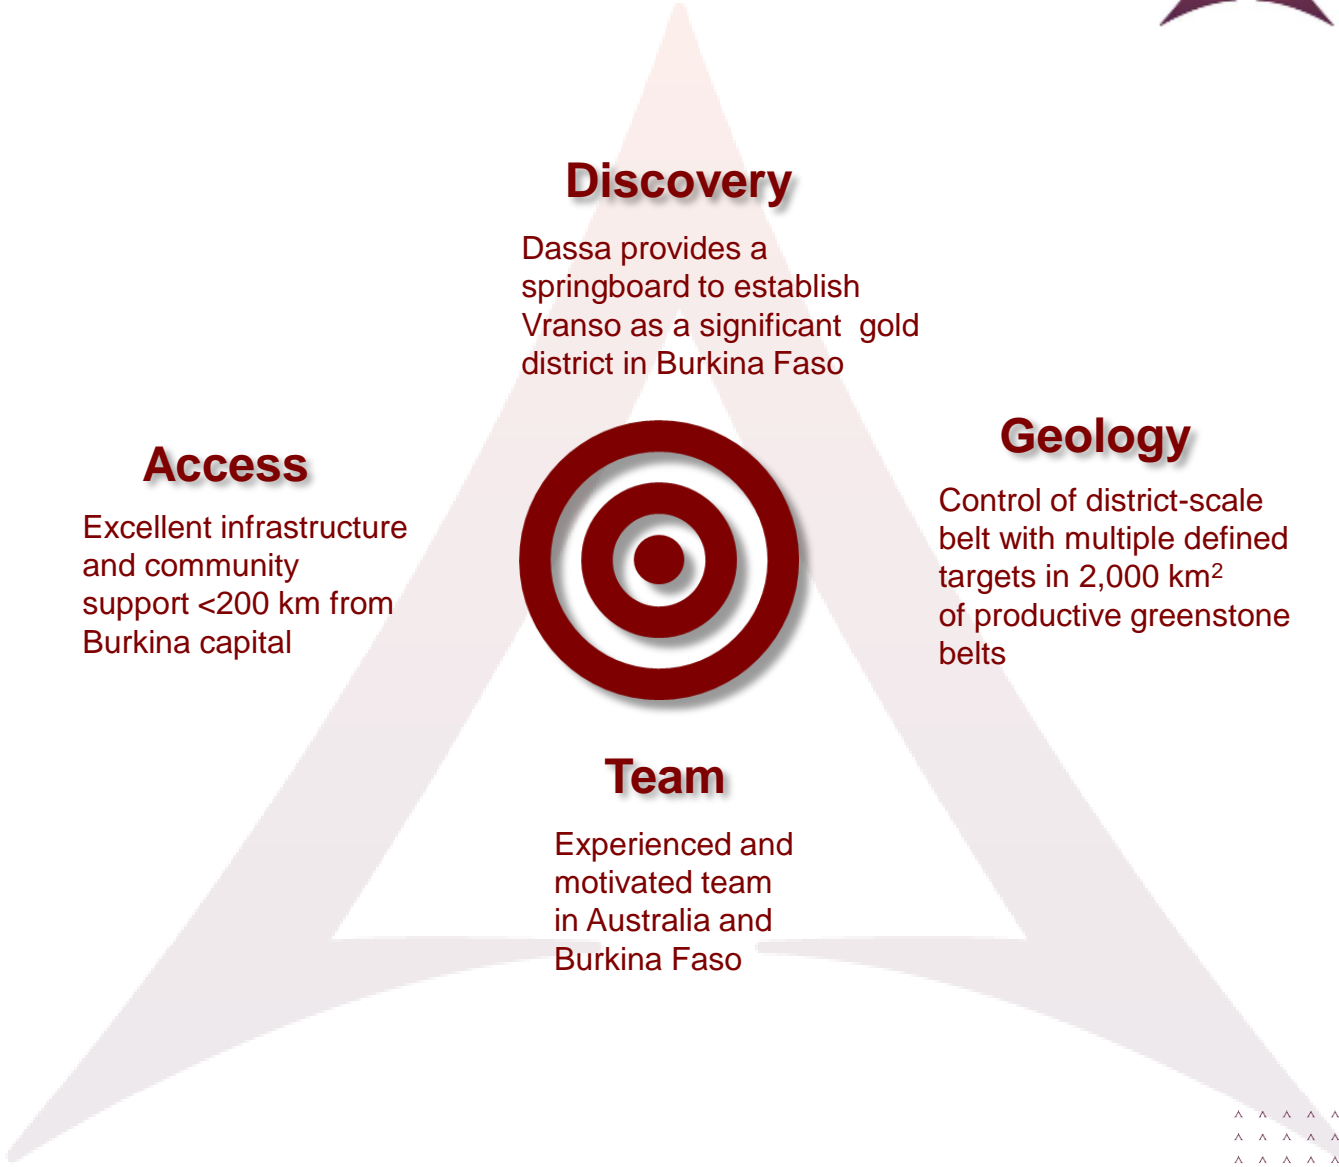 Discovery
Dassa provides a
springboard to establish
Vranso as a significant  gold
district in Burkina Faso
Access
Excellent infrastructure
and community
support <200 km from
Burkina capital
Geology
Control of district-scale
belt with multiple defined
targets in 2,000 km²
of productive greenstone
belts
Team
Experienced and
motivated team
in Australia and
Burkina Faso